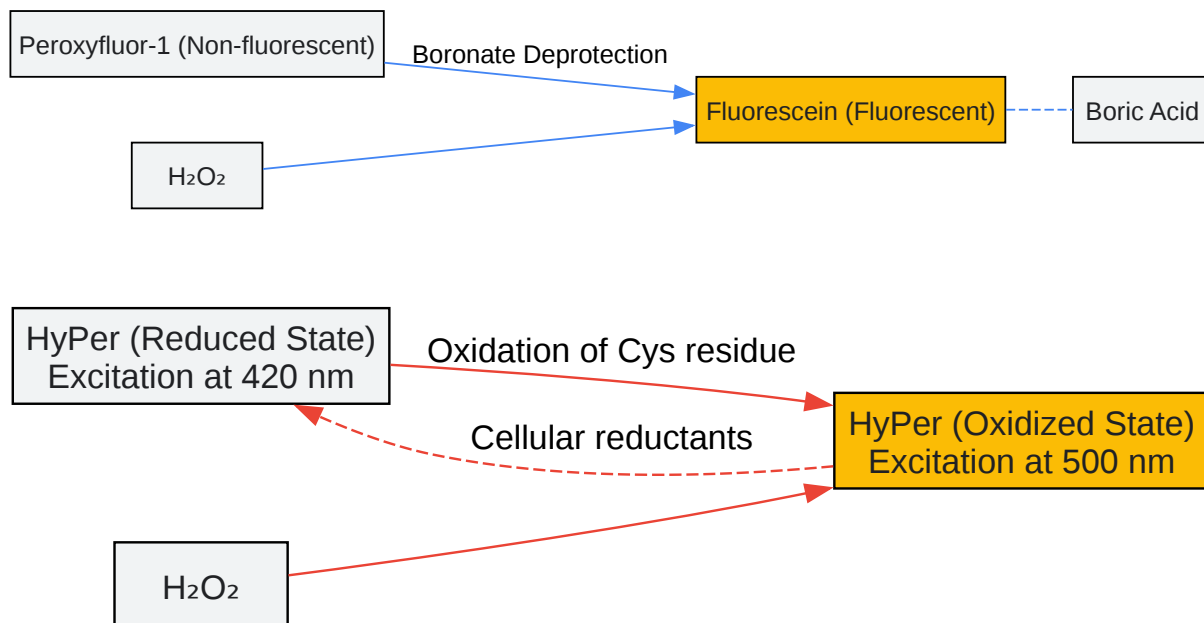 Peroxyfluor-1 (Non-fluorescent)
Boronate Deprotection
Fluorescein (Fluorescent)
Boric Acid
H₂O₂
HyPer (Reduced State)
Excitation at 420 nm
Oxidation of Cys residue
HyPer (Oxidized State)
Excitation at 500 nm
Cellular reductants
H₂O₂